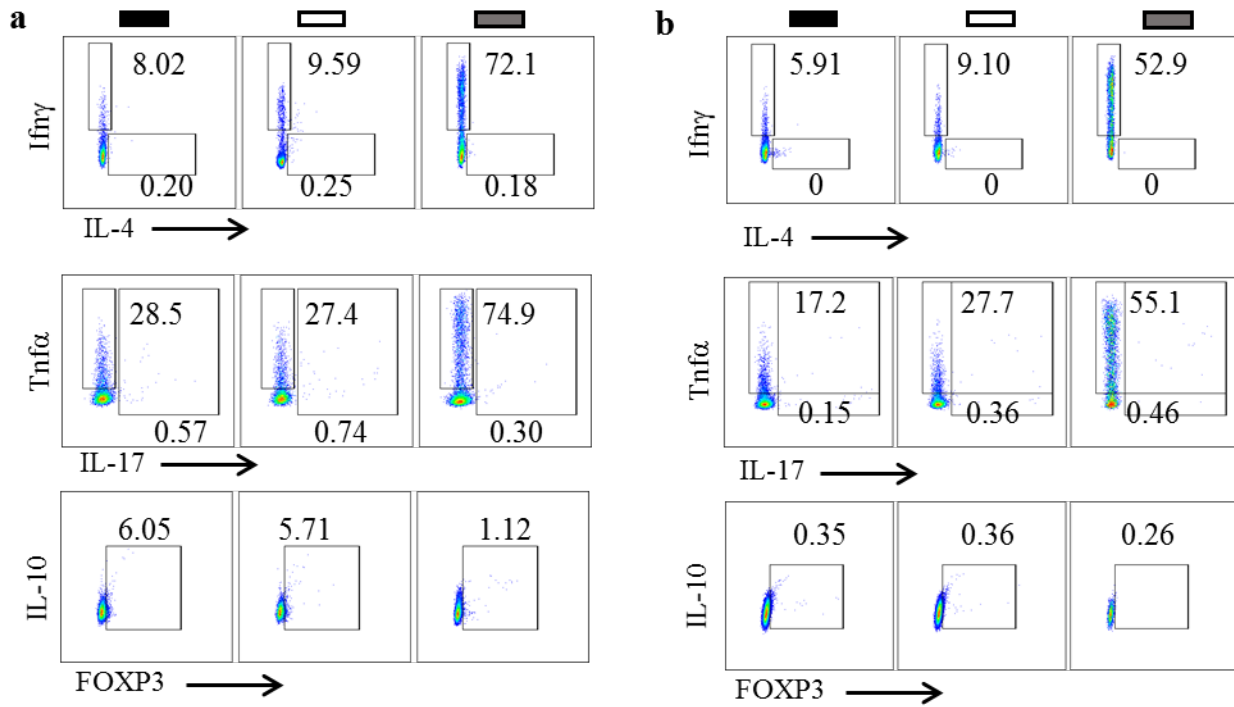 a
Ifnγ
8.02
9.59
72.1
0.20
0.25
0.18
IL-4
Tnfα
28.5
27.4
74.9
0.57
0.74
0.30
IL-17
IL-10
6.05
5.71
1.12
FOXP3
b
Ifnγ
5.91
9.10
52.9
0
0
0
IL-4
Tnfα
17.2
27.7
55.1
0.15
0.36
0.46
IL-17
IL-10
0.35
0.36
0.26
FOXP3